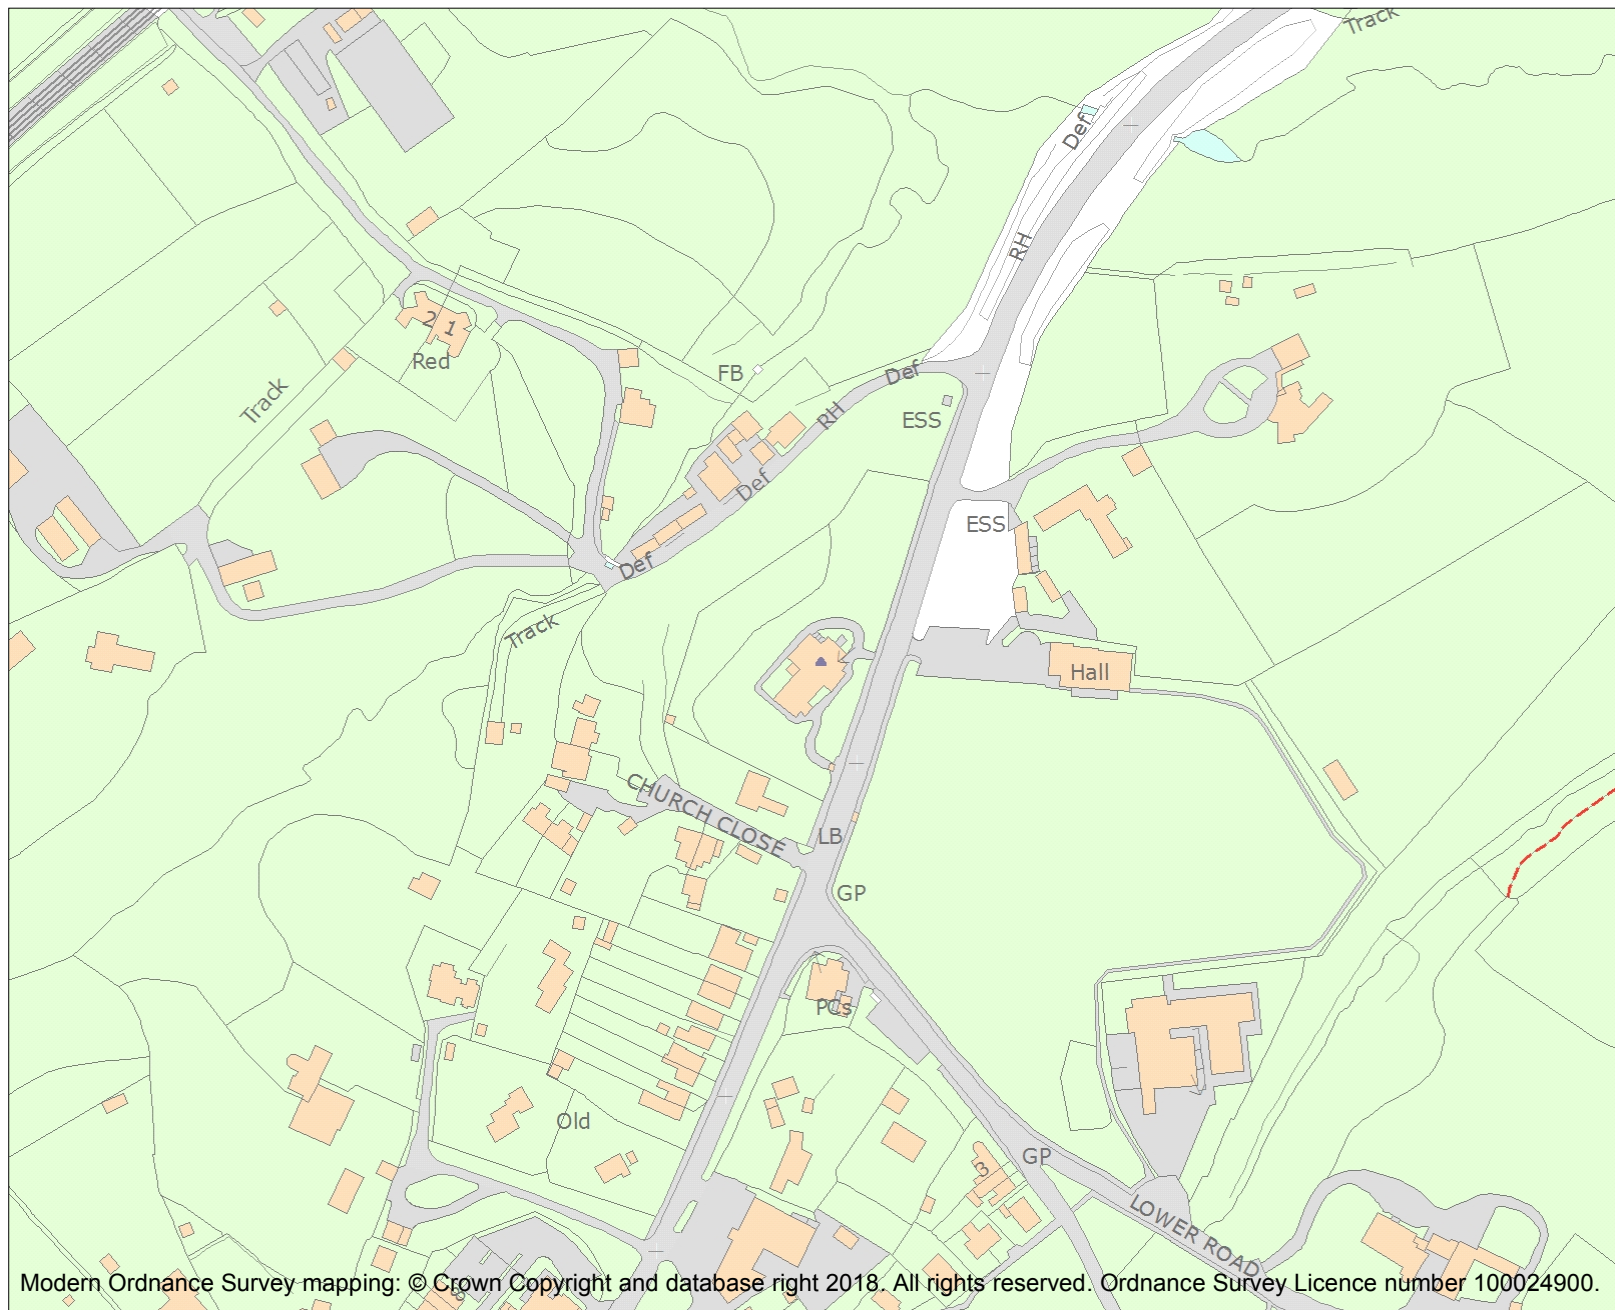 Track
Def
RH
2 1
Red
FB
Def
Track
RH
ESS
Def
ESS
Def
Track
Hall
CHURCH CLOSE
LB
GP
PCs
Old
GP
3
LOWER ROAD
8
Modern Ordnance Survey mapping: © Crown Copyright and database right 2018. All rights reserved. Ordnance Survey Licence number 100024900.